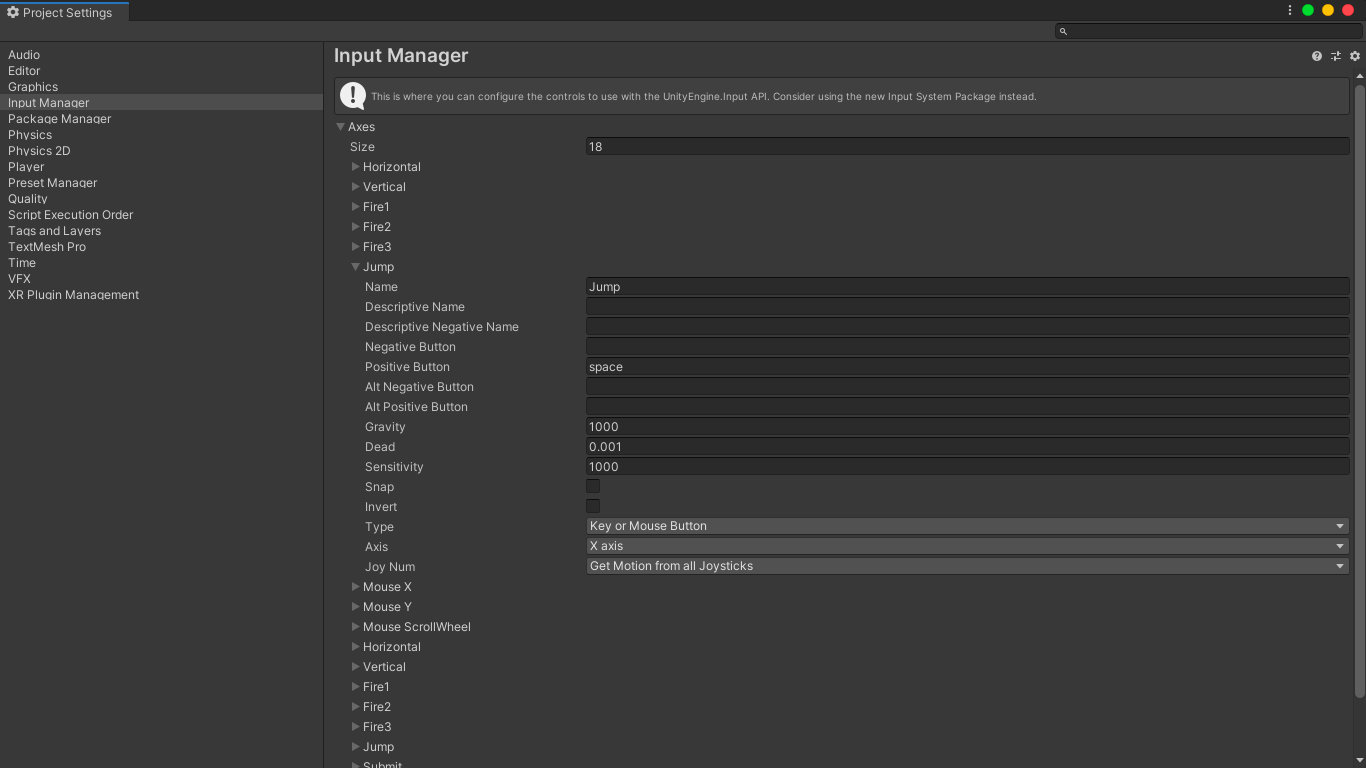 Project Settings
Audio
Editor
Graphics
Input Manager
Package Manager
Physics
Physics 2D
Player
Preset Manager
Quality
Script Execution Order
Tags and Layers
TextMesh Pro
Time
VFX
XR Plugin Management
Input Manager
This is where you can configure the controls to use with the UnityEngine.Input API. Consider using the new Input System Package instead.
Axes
Size 18
Horizontal
Vertical
Fire1
Fire2
Fire3
Jump
Name Jump
Descriptive Name
Descriptive Negative Name
Negative Button
Positive Button space
Alt Negative Button
Alt Positive Button
Gravity 1000
Dead 0.001
Sensitivity 1000
Snap
Invert
Type Key or Mouse Button
Axis X axis
Joy Num Get Motion from all Joysticks
Mouse X
Mouse Y
Mouse ScrollWheel
Horizontal
Vertical
Fire1
Fire2
Fire3
Jump
Submit